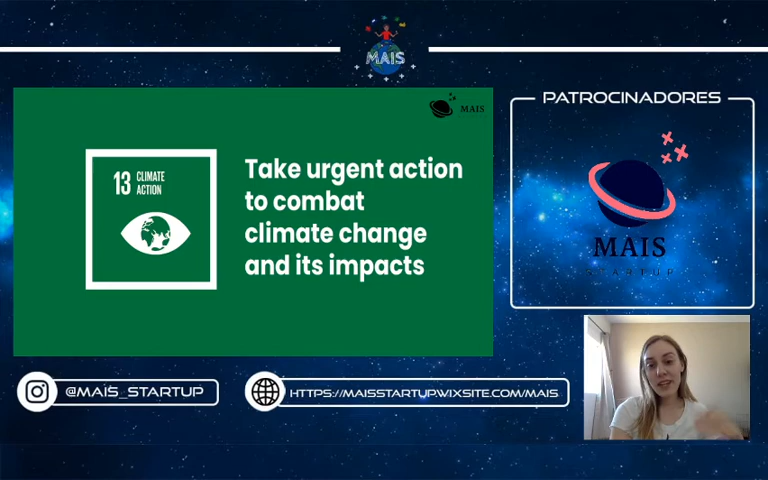 MAIS
PATROCINADORES
MAIS
13 CLIMATE
ACTION
Take urgent action
to combat
climate change
and its impacts
MAIS
STARTUP
@MAIS_STARTUP
HTTPS://MAISSTARTUP.WIXSITE.COM/MAIS